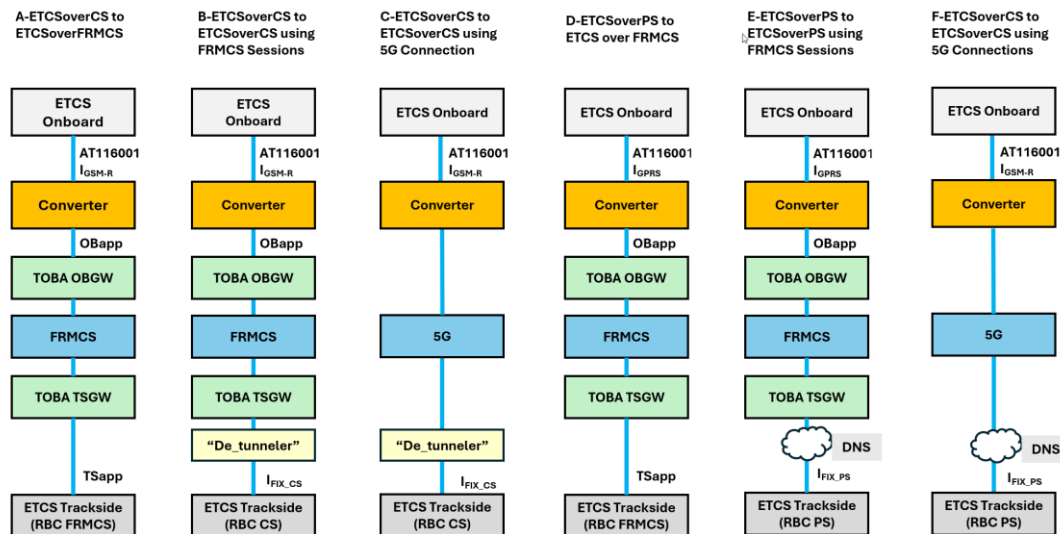 A-ETCSoverCS to
ETCSoverFRMCS
B-ETCSoverCS to
ETCSoverCS using
FRMCS Sessions
C-ETCSoverCS to
ETCSoverCS using
5G Connection
D-ETCSoverPS to
ETCS over FRMCS
E-ETCSoverPS to
ETCSoverPS using
FRMCS Sessions
F-ETCSoverCS to
ETCSoverCS using
5G Connections
ETCS
Onboard
AT116001
IGSM-R
Converter
OBapp
TOBA OBGW
FRMCS
TOBA TSGW
TSapp
ETCS Trackside
(RBC FRMCS)
ETCS
Onboard
AT116001
IGSM-R
Converter
OBapp
TOBA OBGW
FRMCS
TOBA TSGW
“De_tunneler”
IFIX_CS
ETCS Trackside
(RBC CS)
ETCS Onboard
AT116001
IGSM-R
Converter
5G
“De_tunneler”
IFIX_CS
ETCS Trackside
(RBC CS)
ETCS Onboard
AT116001
IGPRS
Converter
OBapp
TOBA OBGW
FRMCS
TOBA TSGW
TSapp
ETCS Trackside
(RBC FRMCS)
ETCS Onboard
AT116001
IGPRS
Converter
OBapp
TOBA OBGW
FRMCS
TOBA TSGW
DNS
IFIX_PS
ETCS Trackside
(RBC PS)
ETCS Onboard
AT116001
IGSM-R
Converter
5G
DNS
IFIX_PS
ETCS Trackside
(RBC PS)